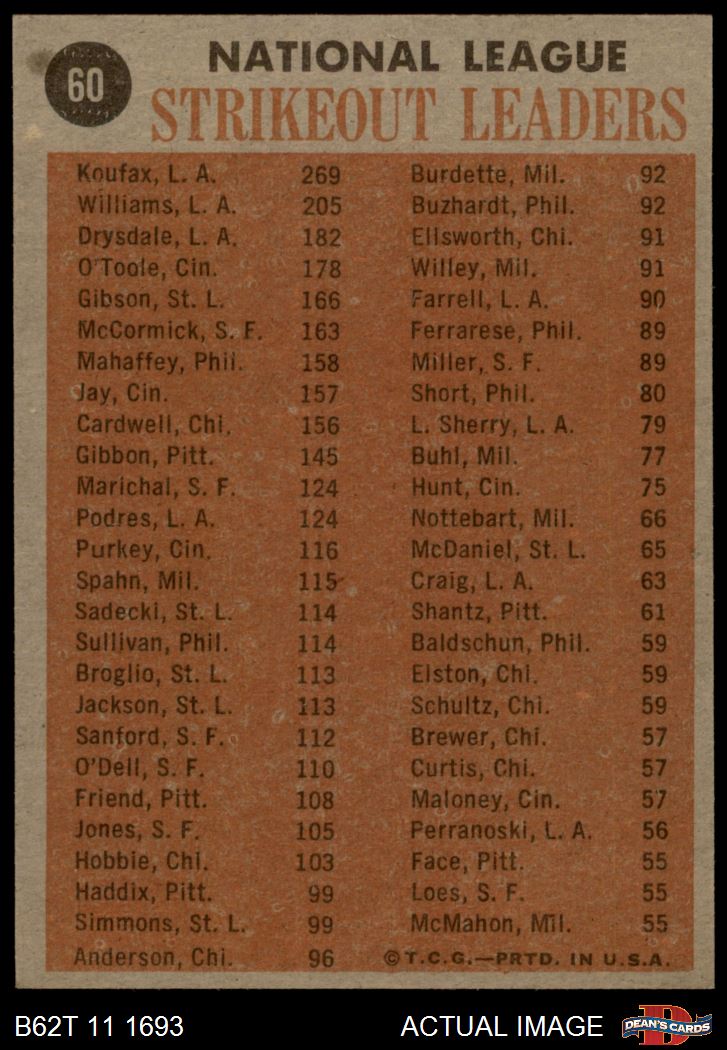 60
NATIONAL LEAGUE
STRIKEOUT LEADERS
Koufax, L. A. 269
Williams, L. A. 205
Drysdale, L. A. 182
O'Toole, Cin. 178
Gibson, St. L. 166
McCormick, S. F. 163
Mahaffey, Phil. 158
Jay, Cin. 157
Cardwell, Chi. 156
Gibbon, Pitt. 145
Marichal, S. F. 124
Podres, L. A. 124
Purkey, Cin. 116
Spahn, Mil. 115
Sadecki, St. L. 114
Sullivan, Phil. 114
Broglio, St. L. 113
Jackson, St. L. 113
Sanford, S. F. 112
O'Dell, S. F. 110
Friend, Pitt. 108
Jones, S. F. 105
Hobbie, Chi. 103
Haddix, Pitt. 99
Simmons, St. L. 99
Anderson, Chi. 96
Burdette, Mil. 92
Buzhardt, Phil. 92
Ellsworth, Chi. 91
Willey, Mil. 91
Farrell, L. A. 90
Ferrarese, Phil. 89
Miller, S. F. 89
Short, Phil. 80
L. Sherry, L. A. 79
Buhl, Mil. 77
Hunt, Cin. 75
Nottebart, Mil. 66
McDaniel, St. L. 65
Craig, L. A. 63
Shantz, Pitt. 61
Baldschun, Phil. 59
Elston, Chi. 59
Schultz, Chi. 59
Brewer, Chi. 57
Curtis, Chi. 57
Maloney, Cin. 57
Perranoski, L. A. 56
Face, Pitt. 55
Loes, S. F. 55
McMahon, Mil. 55
©T.C.G.—PRTD. IN U.S.A.
B62T 11 1693
ACTUAL IMAGE
D
DEAN'S CARDS